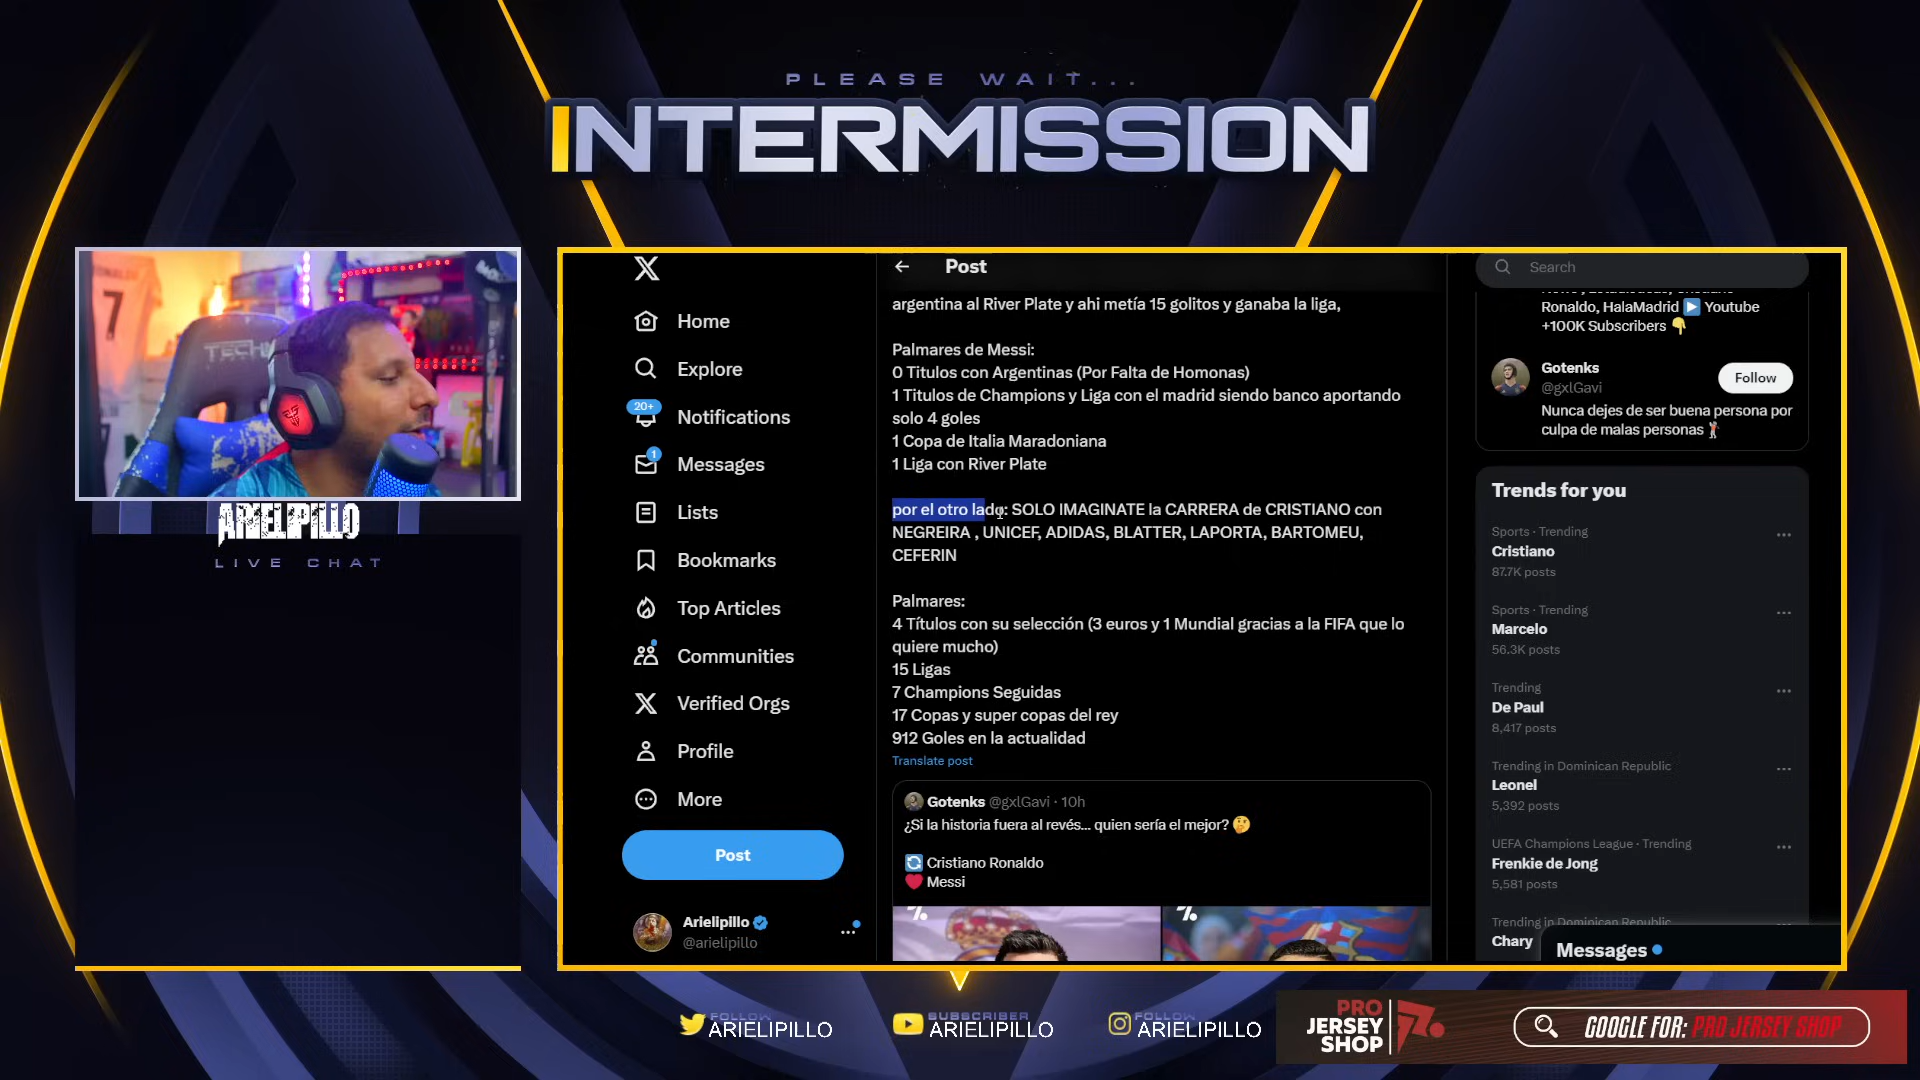 PLEASE WAIT...
INTERMISSION
7
TECH
ARIELIPILLO
LIVE CHAT
Home
Explore
20+
Notifications
1
Messages
Lists
Bookmarks
Top Articles
Communities
Verified Orgs
Profile
More
Post
Arielipillo
@arielipillo
Post
argentina al River Plate y ahi metía 15 golitos y ganaba la liga,
Palmares de Messi:
0 Titulos con Argentinas (Por Falta de Homonas)
1 Titulos de Champions y Liga con el madrid siendo banco aportando
solo 4 goles
1 Copa de Italia Maradoniana
1 Liga con River Plate
por el otro lado: SOLO IMAGINATE la CARRERA de CRISTIANO con
NEGREIRA , UNICEF, ADIDAS, BLATTER, LAPORTA, BARTOMEU,
CEFERIN
Palmares:
4 Títulos con su selección (3 euros y 1 Mundial gracias a la FIFA que lo
quiere mucho)
15 Ligas
7 Champions Seguidas
17 Copas y super copas del rey
912 Goles en la actualidad
Translate post
Gotenks @gxlGavi · 10h
¿Si la historia fuera al revés... quien sería el mejor? 🤔
🔄 Cristiano Ronaldo
❤️ Messi
Search
Ronaldo, HalaMadrid ▶️ Youtube
+100K Subscribers 👇
Gotenks
@gxlGavi
Follow
Nunca dejes de ser buena persona por
culpa de malas personas
Trends for you
Sports · Trending
Cristiano
87.7K posts
Sports · Trending
Marcelo
56.3K posts
Trending
De Paul
8,417 posts
Trending in Dominican Republic
Leonel
5,392 posts
UEFA Champions League · Trending
Frenkie de Jong
5,581 posts
Trending in Dominican Republic
Chary
Messages
FOLLOW
ARIELIPILLO
SUBSCRIBER
ARIELIPILLO
FOLLOW
ARIELIPILLO
PRO
JERSEY
SHOP
GOOGLE FOR: PRO JERSEY SHOP